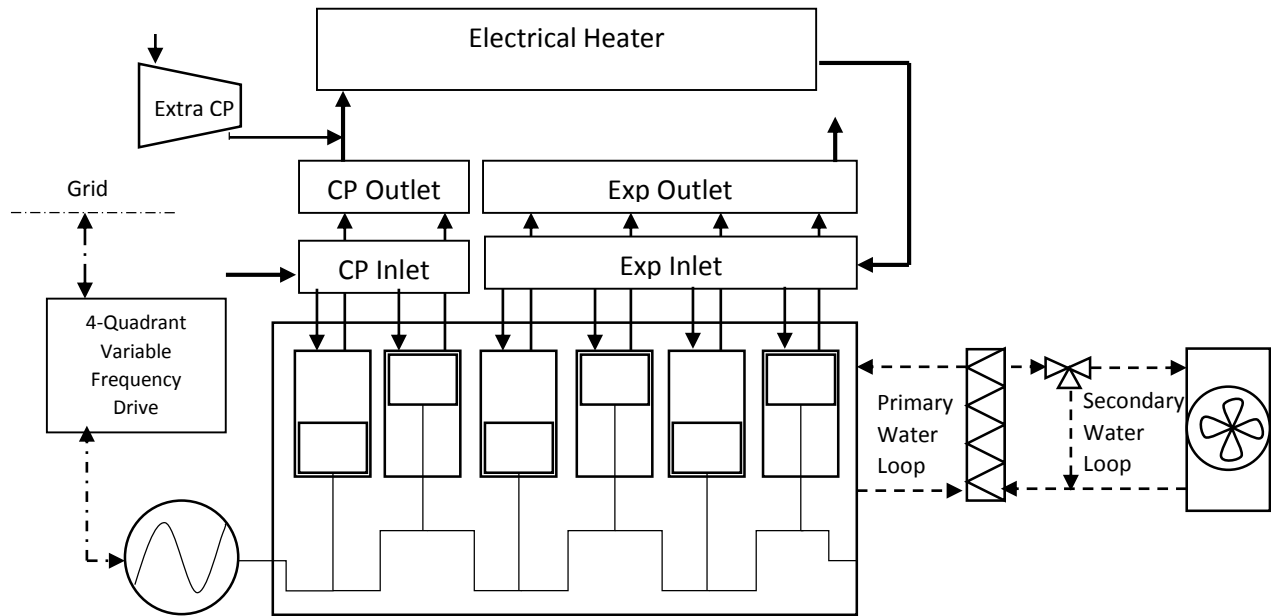 Electrical Heater
Extra CP
CP Outlet
Exp Outlet
Grid
CP Inlet
Exp Inlet
4-Quadrant
Variable
Frequency
Drive
Primary
Water
Loop
Secondary
Water
Loop